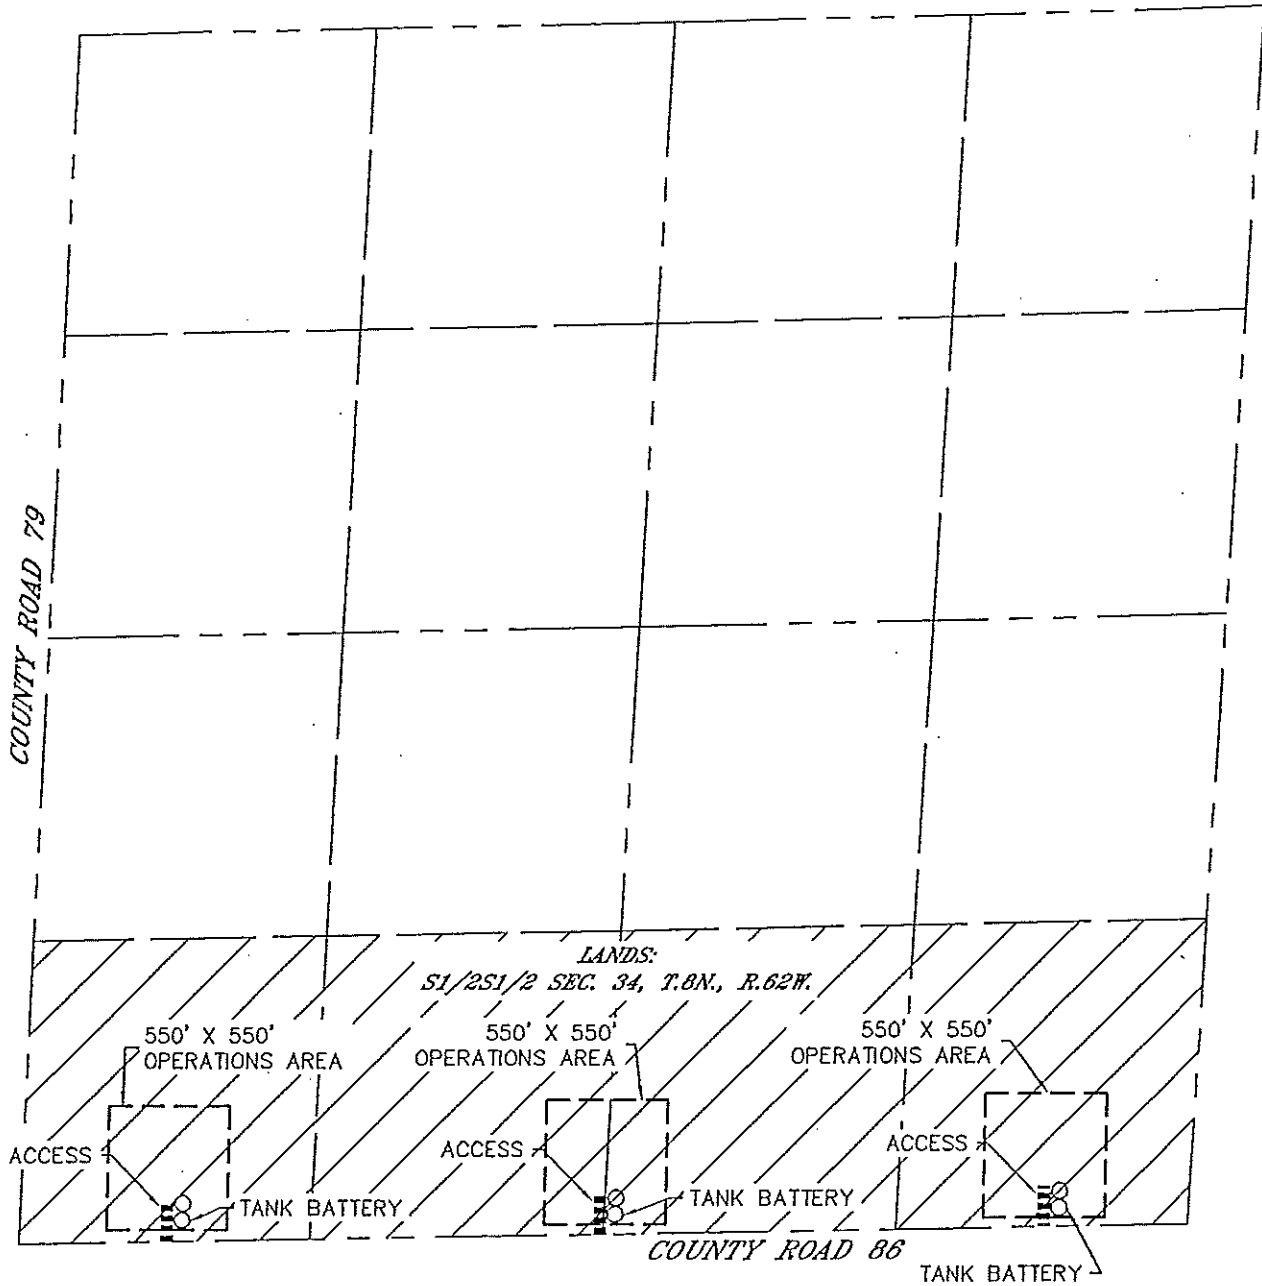 COUNTY ROAD 79
LANDS:
S1/2S1/2 SEC. 34, T.8N., R.62W.
550' X 550'
OPERATIONS AREA
550' X 550'
OPERATIONS AREA
550' X 550'
OPERATIONS AREA
ACCESS
ACCESS
ACCESS
TANK BATTERY
TANK BATTERY
COUNTY ROAD 86
TANK BATTERY